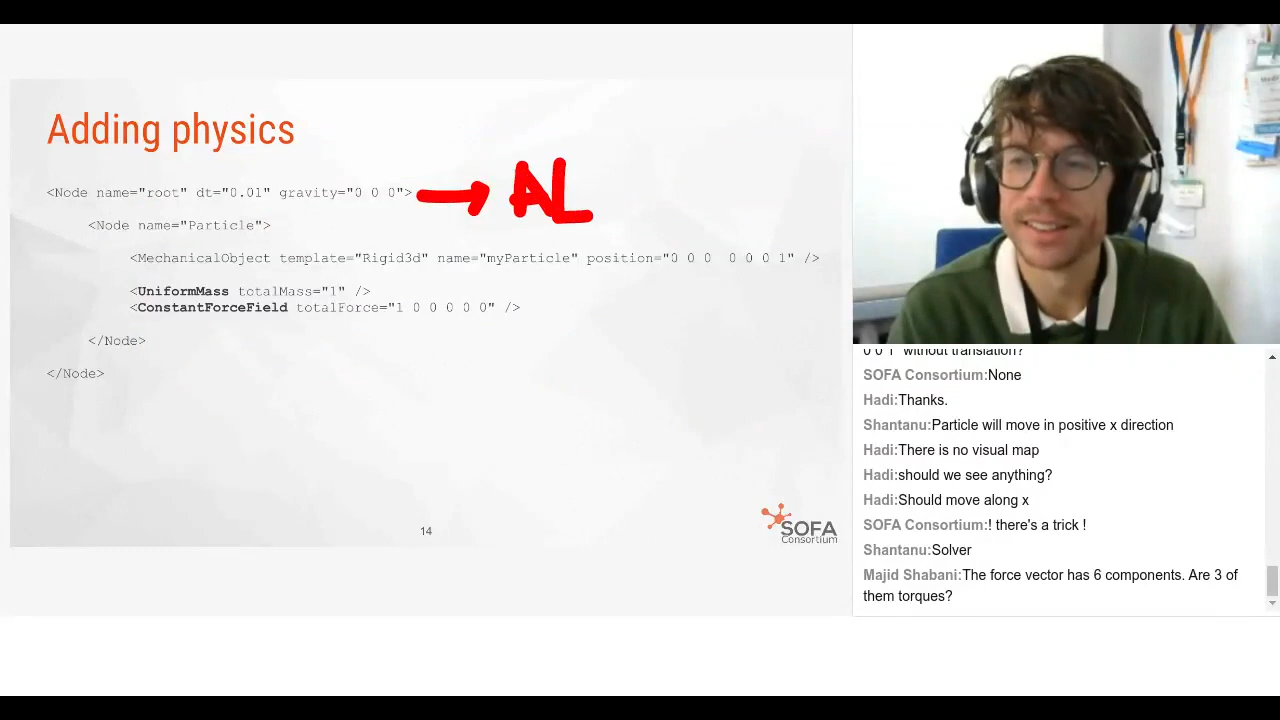 Adding physics
<Node name="root" dt="0.01" gravity="0 0 0">
AL
<Node name="Particle">
<MechanicalObject template="Rigid3d" name="myParticle" position="0 0 0  0 0 0 1" />
<UniformMass totalMass="1" />
<ConstantForceField totalForce="1 0 0 0 0 0" />
</Node>
</Node>
14
SOFA
Consortium
0 0 1" without translation?
SOFA Consortium:None
Hadi:Thanks.
Shantanu:Particle will move in positive x direction
Hadi:There is no visual map
Hadi:should we see anything?
Hadi:Should move along x
SOFA Consortium:! there's a trick !
Shantanu:Solver
Majid Shabani:The force vector has 6 components. Are 3 of
them torques?